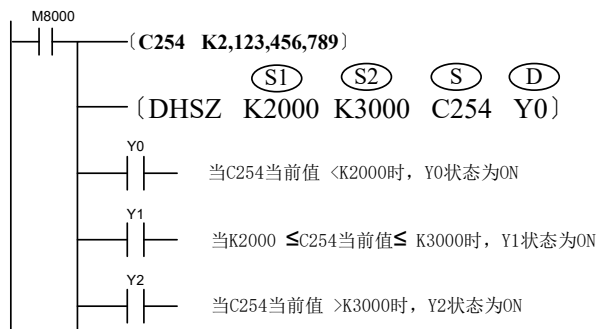 M8000
〔C254 K2,123,456,789〕
S1 S2 S D
〔DHSZ K2000 K3000 C254 Y0〕
Y0
当C254当前值 <K2000时，Y0状态为ON
Y1
当K2000 ≤C254当前值≤ K3000时，Y1状态为ON
Y2
当C254当前值 >K3000时，Y2状态为ON